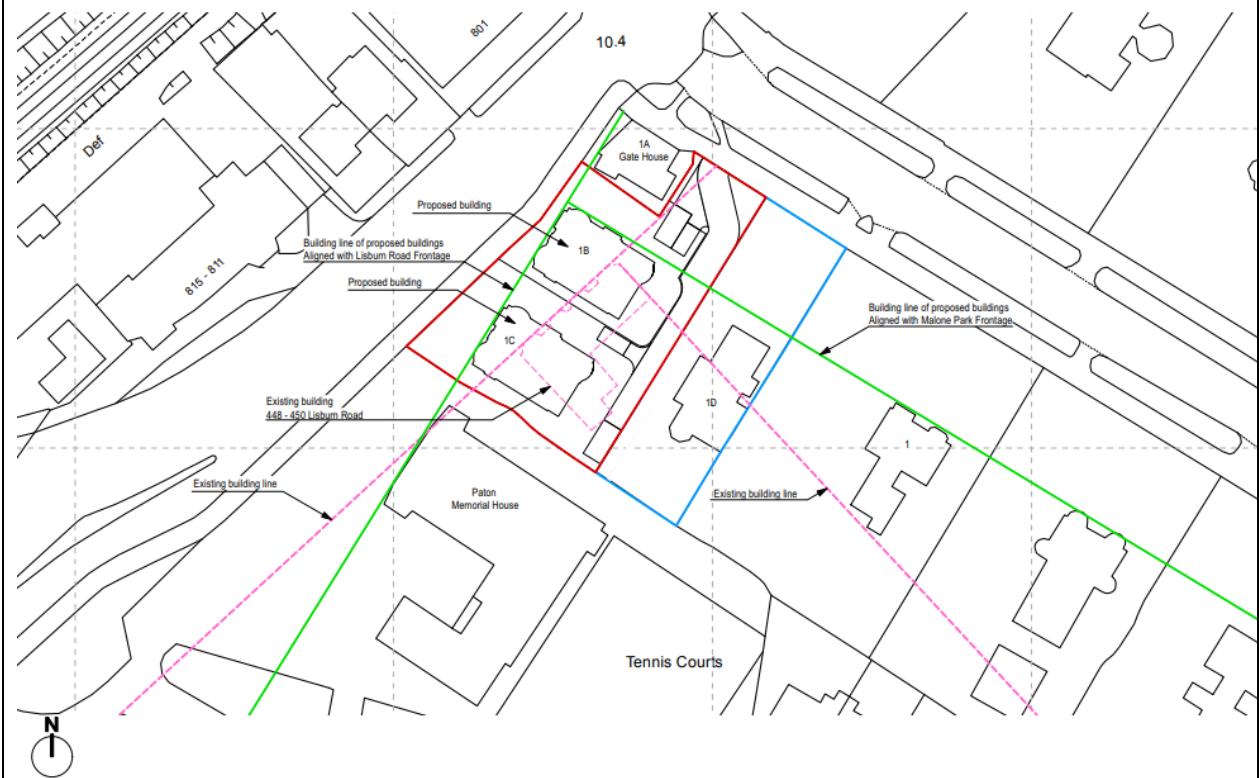 801
10.4
Def
1A
Gate House
Proposed building
1B
Building line of proposed buildings
Aligned with Lisburn Road Frontage
815 - 811
Proposed building
1C
Building line of proposed buildings
Aligned with Malone Park Frontage
Existing building
448 - 450 Lisburn Road
1D
1
Existing building line
Paton
Memorial House
Existing building line
Tennis Courts
N